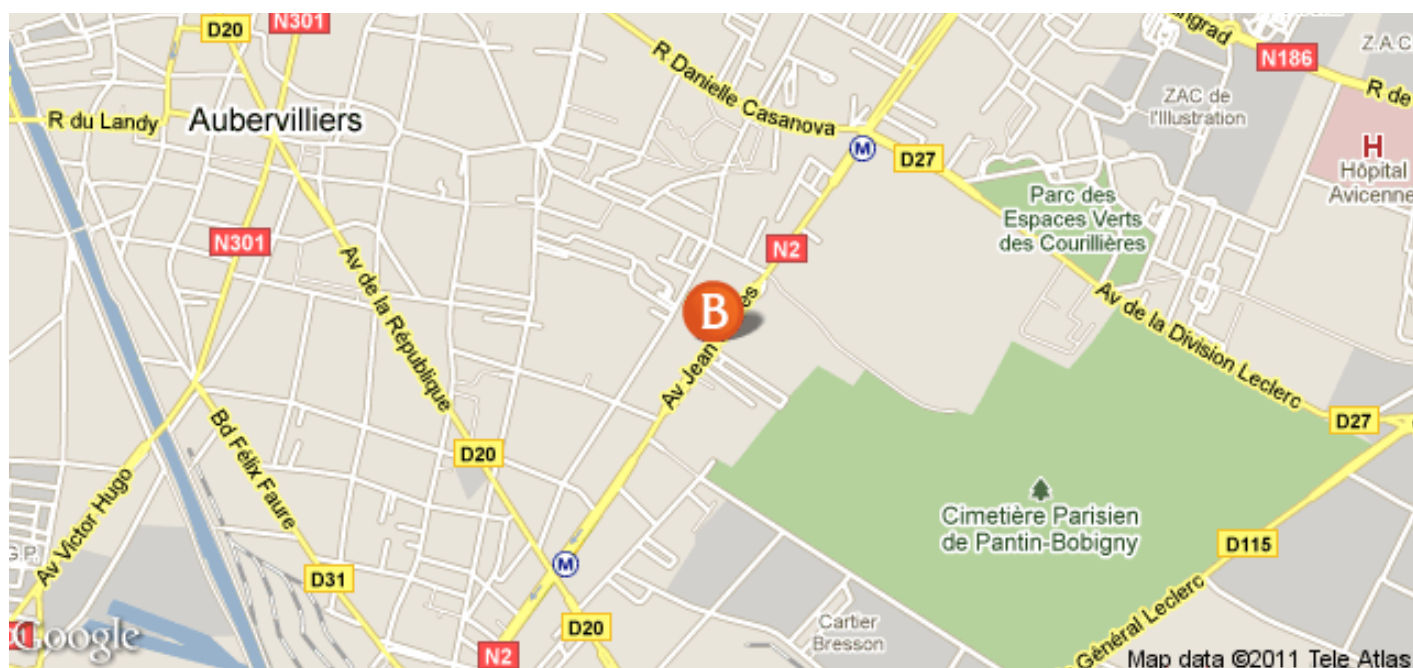 N301
D20
R du Landy
Aubervilliers
N301
Av de la République
Av Victor Hugo
Bd Félix Faure
D31
D20
D20
N2
M
Av Jean
es
B
N2
R Danielle Casanova
M
D27
N186
Z.A.C
R de
ZAC de
l'Illustration
H
Hôpital
Avicenne
Parc des
Espaces Verts
des Courillières
Av de la Division Leclerc
D27
Cimetière Parisien
de Pantin-Bobigny
D115
Général Leclerc
Cartier
Bresson
G.P.
Google
Map data ©2011 Tele Atlas